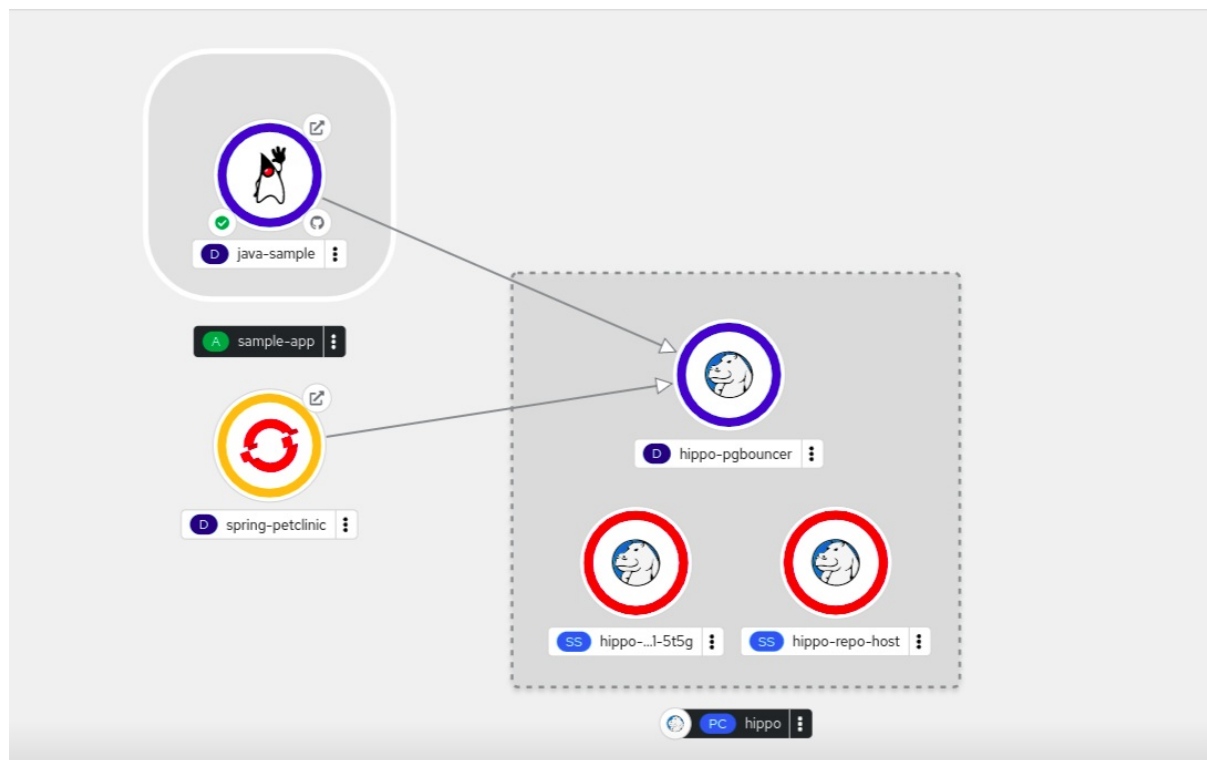 D java-sample
A sample-app
D spring-petclinic
D hippo-pgbouncer
SS hippo-...l-5t5g
SS hippo-repo-host
PC hippo